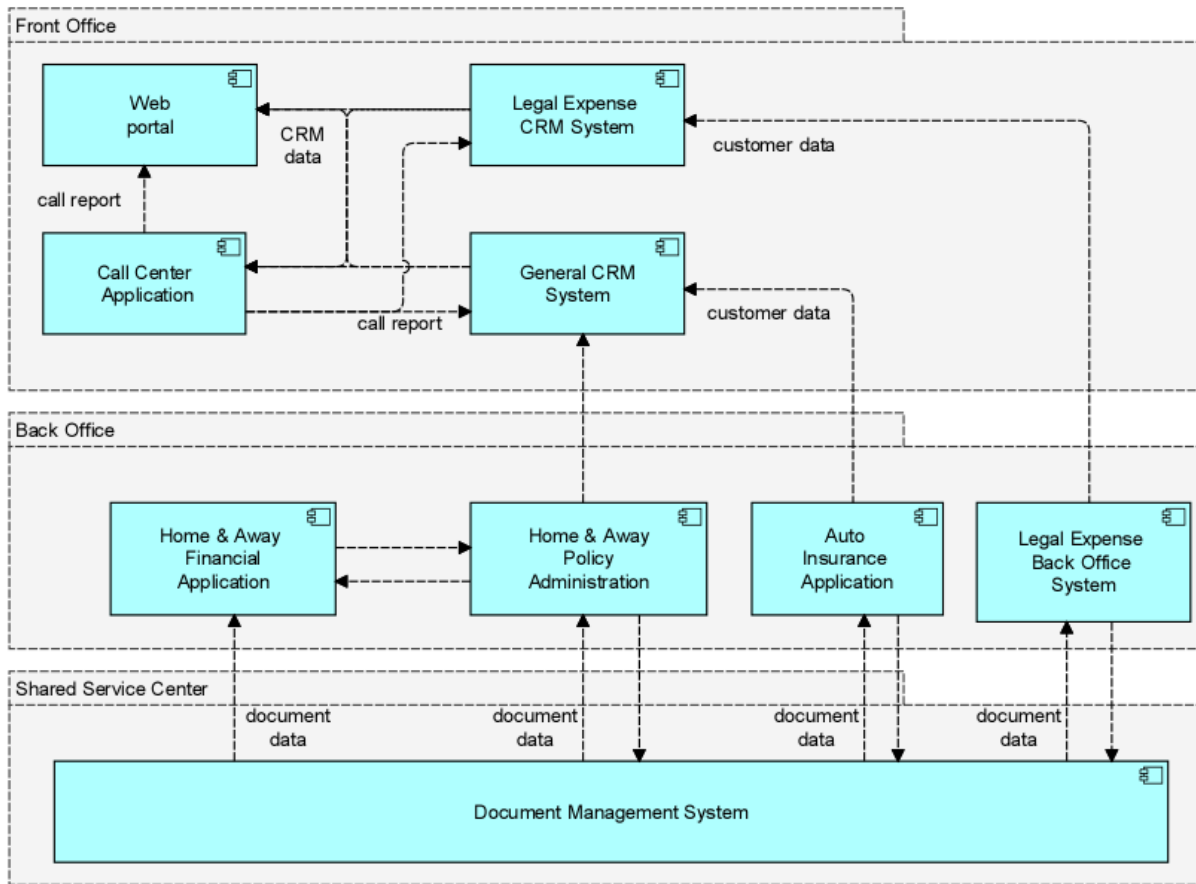 Front Office
Web
portal
Legal Expense
CRM System
CRM
data
customer data
call report
Call Center
Application
General CRM
System
customer data
call report
Back Office
Home & Away
Financial
Application
Home & Away
Policy
Administration
Auto
Insurance
Application
Legal Expense
Back Office
System
Shared Service Center
document
data
document
data
document
data
document
data
Document Management System